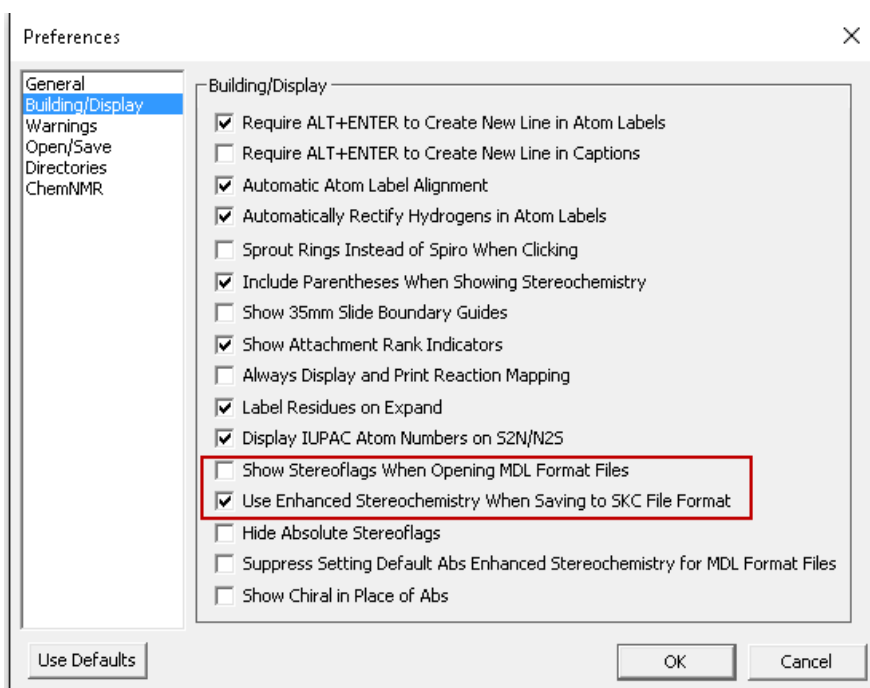 Preferences
General
Building/Display
Warnings
Open/Save
Directories
ChemNMR
Building/Display
Require ALT+ENTER to Create New Line in Atom Labels
Require ALT+ENTER to Create New Line in Captions
Automatic Atom Label Alignment
Automatically Rectify Hydrogens in Atom Labels
Sprout Rings Instead of Spiro When Clicking
Include Parentheses When Showing Stereochemistry
Show 35mm Slide Boundary Guides
Show Attachment Rank Indicators
Always Display and Print Reaction Mapping
Label Residues on Expand
Display IUPAC Atom Numbers on S2N/N2S
Show Stereoflags When Opening MDL Format Files
Use Enhanced Stereochemistry When Saving to SKC File Format
Hide Absolute Stereoflags
Suppress Setting Default Abs Enhanced Stereochemistry for MDL Format Files
Show Chiral in Place of Abs
Use Defaults
OK
Cancel